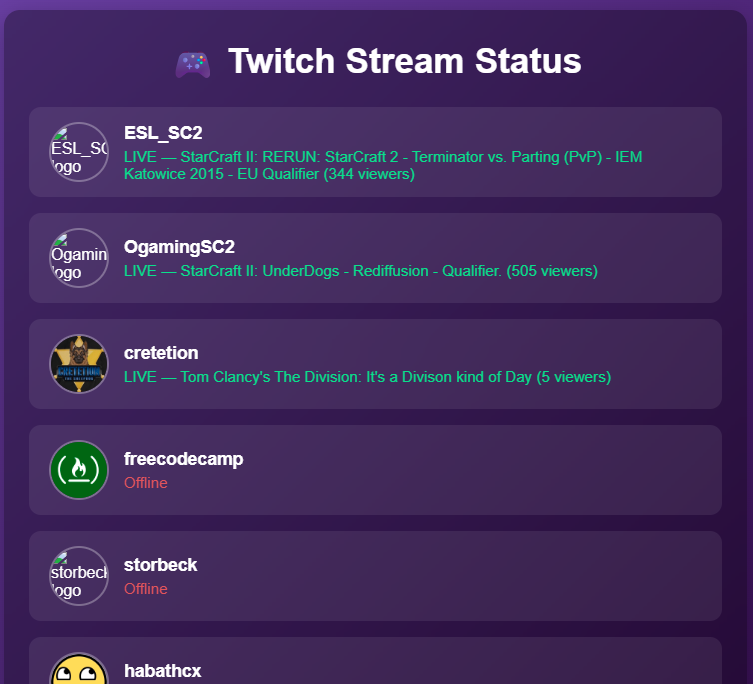 Twitch Stream Status
ESL_SC2
ESL_SC
logo
LIVE — StarCraft II: RERUN: StarCraft 2 - Terminator vs. Parting (PvP) - IEM
Katowice 2015 - EU Qualifier (344 viewers)
OgamingSC2
Ogamin
logo
LIVE — StarCraft II: UnderDogs - Rediffusion - Qualifier. (505 viewers)
cretetion
CRETETION
LIVE — Tom Clancy's The Division: It's a Divison kind of Day (5 viewers)
freecodecamp
Offline
storbeck
storbeck
logo
Offline
habathcx